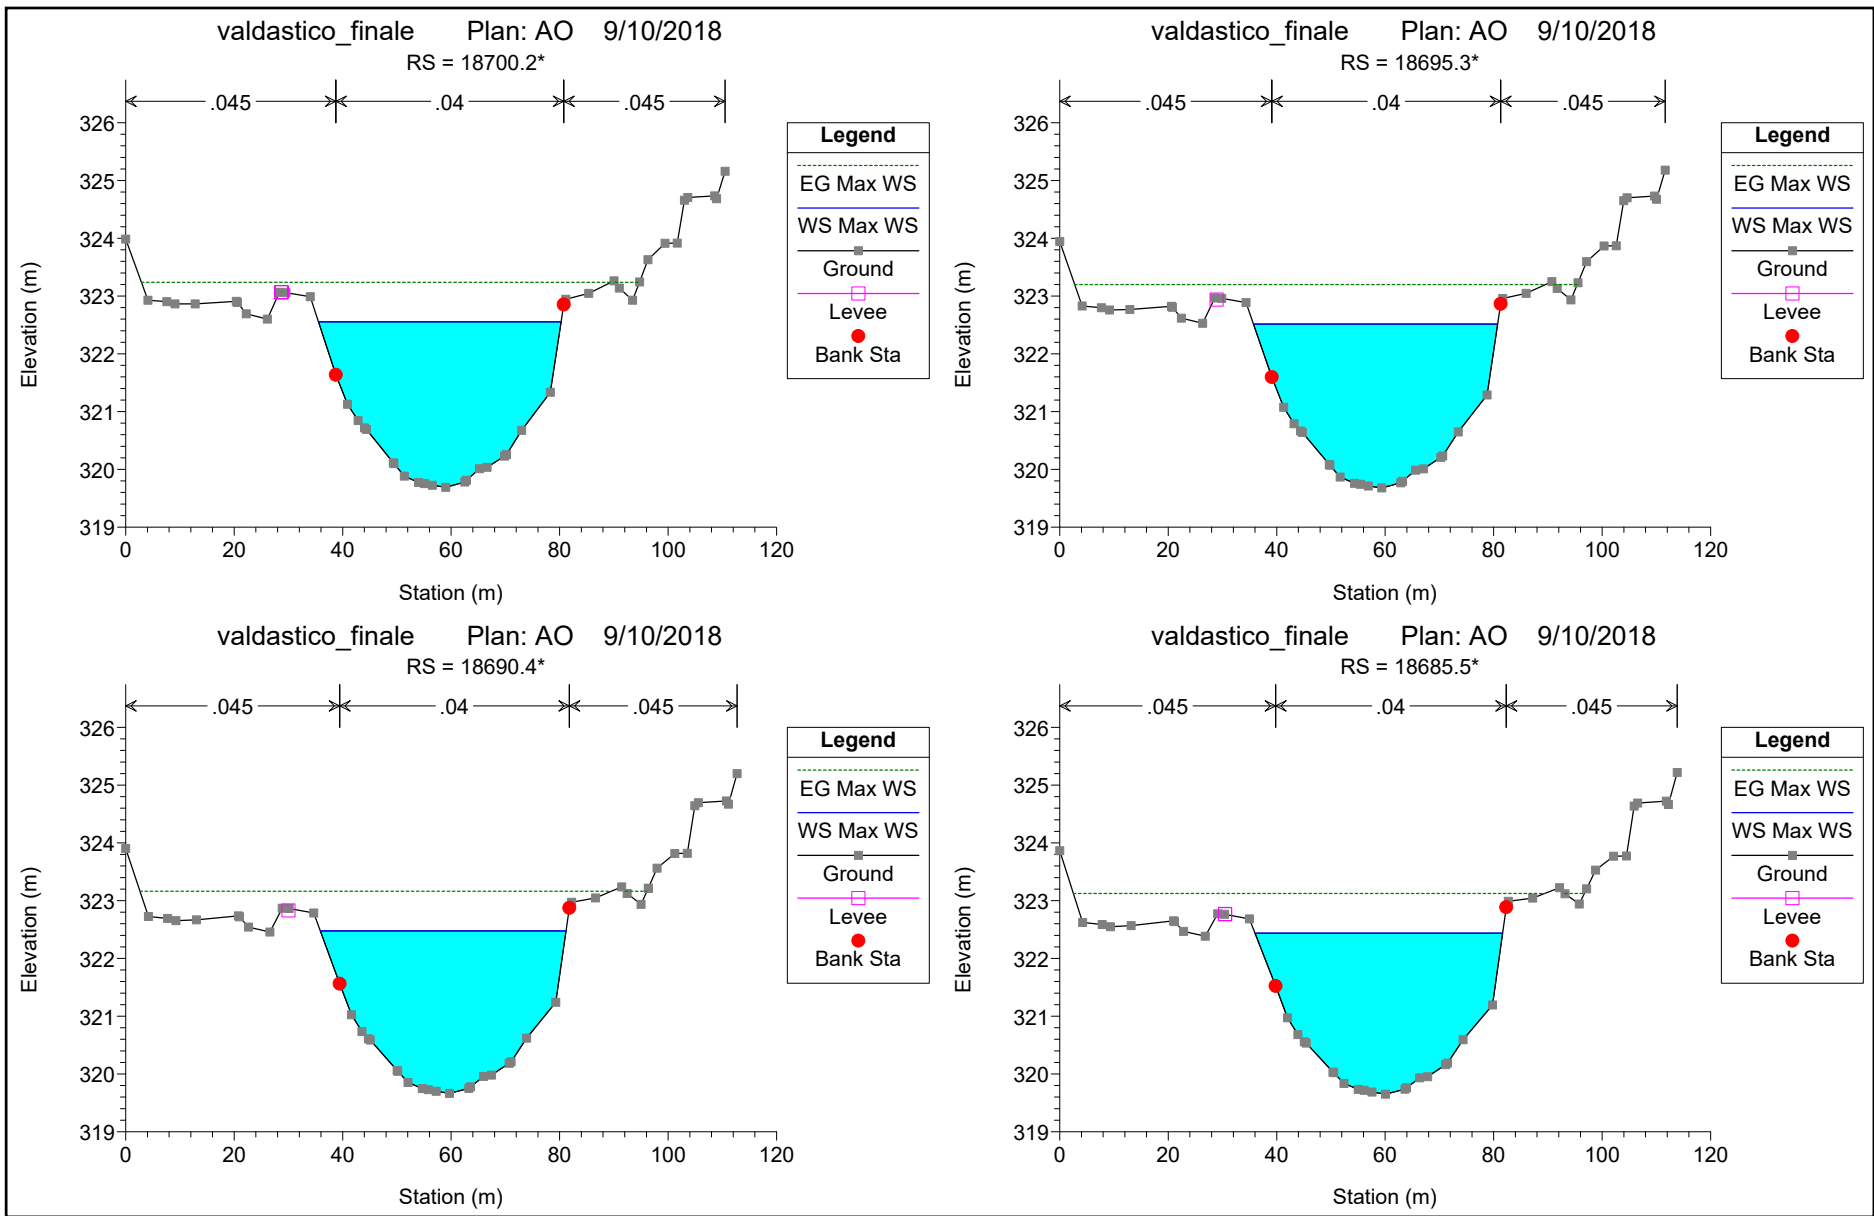 valdastico_finale Plan: AO 9/10/2018
RS = 18700.2*
.045 .04 .045
326
325
324
323
322
321
320
319
0 20 40 60 80 100 120
Elevation (m)
Station (m)
Legend
EG Max WS
WS Max WS
Ground
Levee
Bank Sta
valdastico_finale Plan: AO 9/10/2018
RS = 18695.3*
.045 .04 .045
326
325
324
323
322
321
320
319
0 20 40 60 80 100 120
Elevation (m)
Station (m)
Legend
EG Max WS
WS Max WS
Ground
Levee
Bank Sta
valdastico_finale Plan: AO 9/10/2018
RS = 18690.4*
.045 .04 .045
326
325
324
323
322
321
320
319
0 20 40 60 80 100 120
Elevation (m)
Station (m)
Legend
EG Max WS
WS Max WS
Ground
Levee
Bank Sta
valdastico_finale Plan: AO 9/10/2018
RS = 18685.5*
.045 .04 .045
326
325
324
323
322
321
320
319
0 20 40 60 80 100 120
Elevation (m)
Station (m)
Legend
EG Max WS
WS Max WS
Ground
Levee
Bank Sta